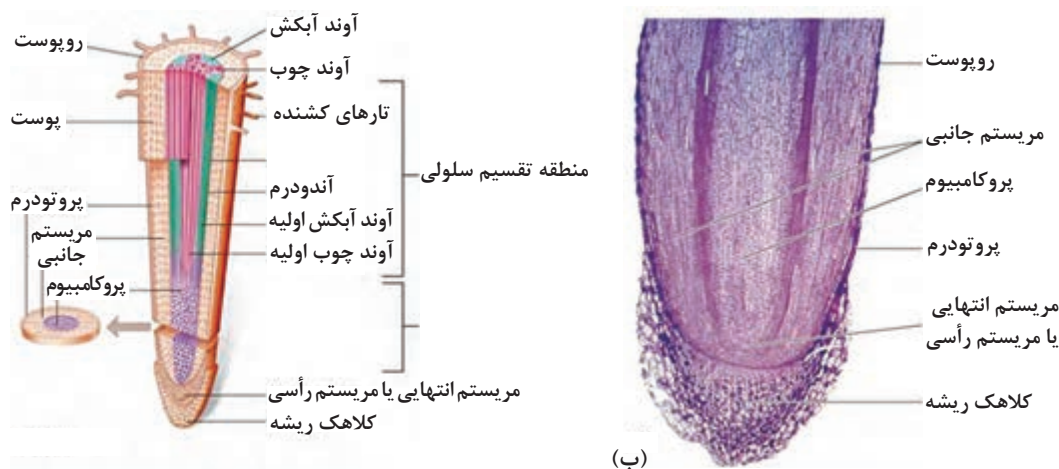 آوند آبکش
روپوست
آوند چوب
تارهای کشنده
پوست
منطقه تقسیم سلولی
آندودرم
پروتودرم
آوند آبکش اولیه
مریستم
جانبی
آوند چوب اولیه
پروکامبیوم
مریستم انتهایی یا مریستم رأسی
کلاهک ریشه
روپوست
مریستم جانبی
پروکامبیوم
پروتودرم
مریستم انتهایی
یا مریستم رأسی
کلاهک ریشه
(ب)